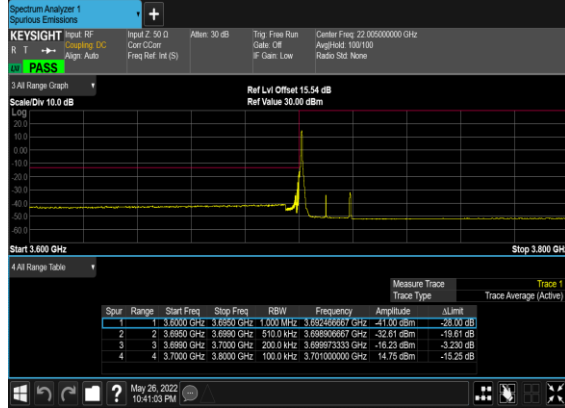 Spectrum Analyzer 1
Spurious Emissions
+
KEYSIGHT Input: RF Input Z: 50 Ω Atten: 30 dB Trig: Free Run Center Freq: 22.005000000 GHz
R T Coupling: DC Corr CCorr Gate: Off Avg|Hold: 100/100
Align: Auto Freq Ref: Int (S) IF Gain: Low Radio Std: None
PASS
3 All Range Graph
Ref Lvl Offset 15.54 dB
Scale/Div 10.0 dB Ref Value 30.00 dBm
Log
20.0
10.0
0.00
-10.0
-20.0
-30.0
-40.0
-50.0
-60.0
Start 3.600 GHz Stop 3.800 GH
4 All Range Table
Measure Trace Trace 1
Trace Type Trace Average (Active)
Spur Range Start Freq Stop Freq RBW Frequency Amplitude ΔLimit
1 1 3.6000 GHz 3.6950 GHz 1.000 MHz 3.692466667 GHz -41.00 dBm -28.00 dB
2 2 3.6950 GHz 3.6990 GHz 510.0 kHz 3.698906667 GHz -32.61 dBm -19.61 dB
3 3 3.6990 GHz 3.7000 GHz 200.0 kHz 3.699973333 GHz -16.23 dBm -3.230 dB
4 4 3.7000 GHz 3.8000 GHz 100.0 kHz 3.701000000 GHz 14.75 dBm -15.25 dB
? May 26, 2022
10:41:03 PM